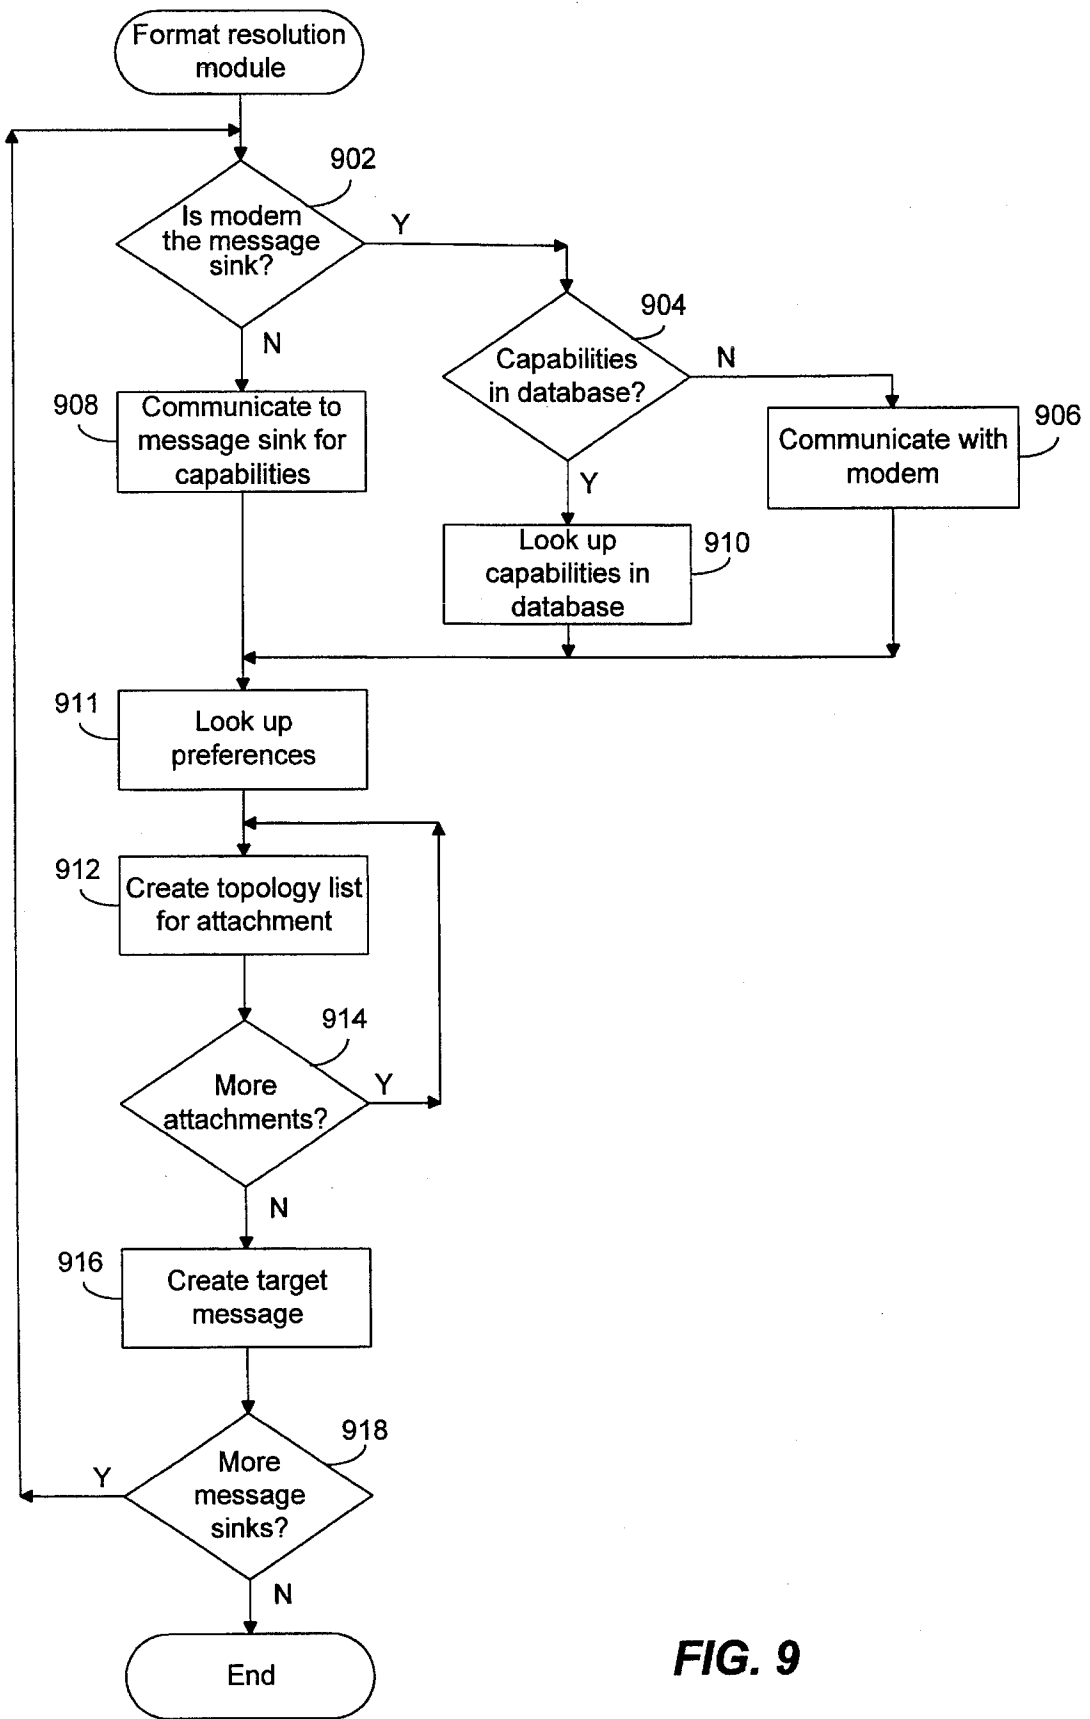 Format resolution
module
902
Is modem
the message
sink?
Y
N
904
Capabilities
in database?
N
Y
908
Communicate to
message sink for
capabilities
906
Communicate with
modem
910
Look up
capabilities in
database
911
Look up
preferences
912
Create topology list
for attachment
914
More
attachments?
Y
N
916
Create target
message
918
More
message
sinks?
Y
N
End
FIG. 9